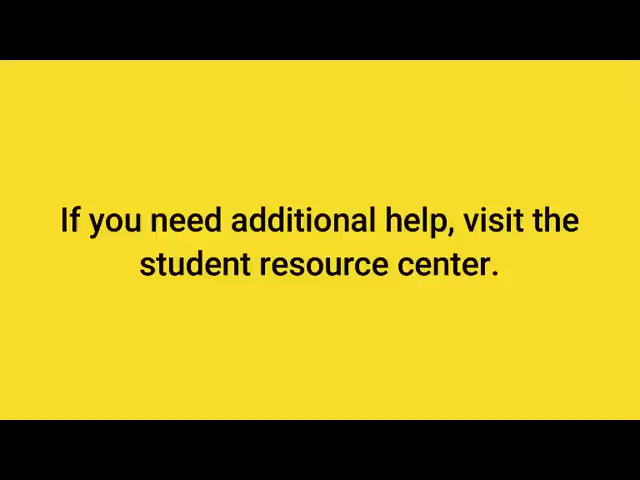 If you need additional help, visit the
student resource center.